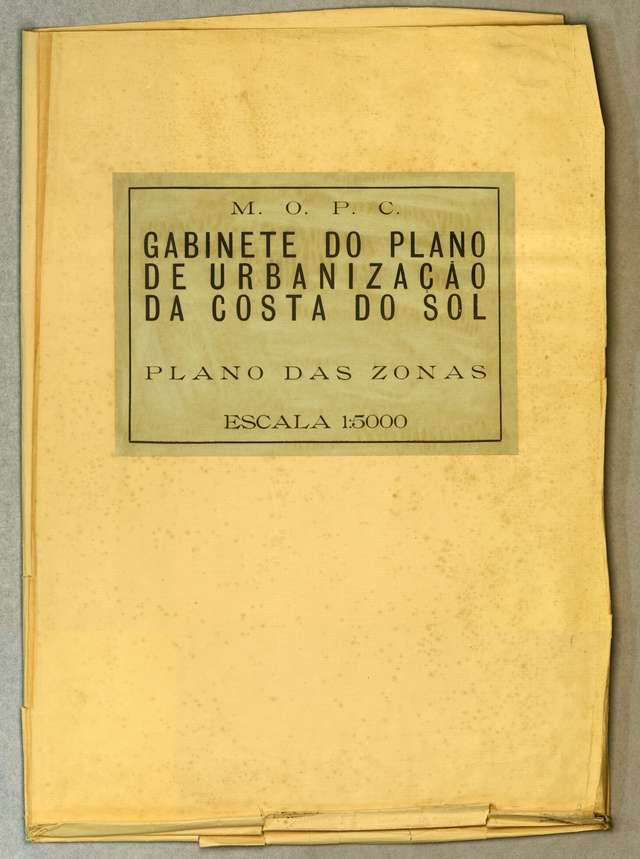 M. O. P. C.
GABINETE DO PLANO
DE URBANIZAÇÃO
DA COSTA DO SOL
PLANO DAS ZONAS
ESCALA 1:5000